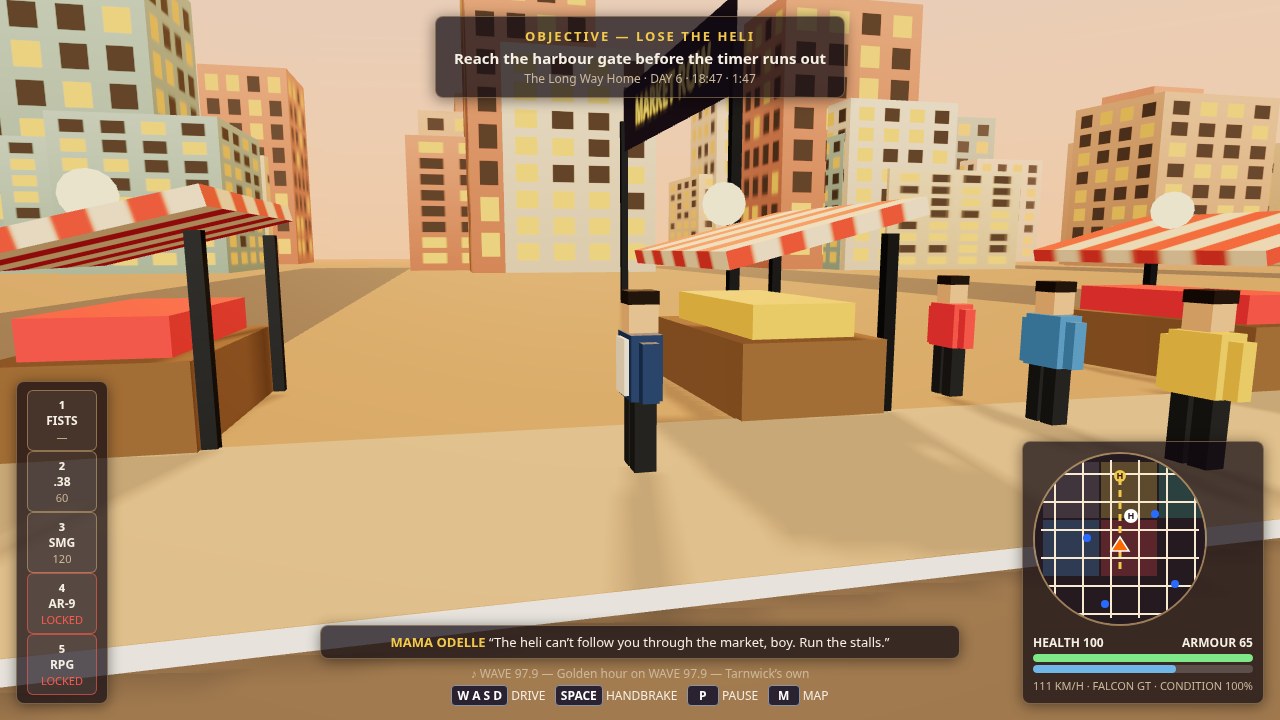 OBJECTIVE — LOSE THE HELI
Reach the harbour gate before the timer runs out
The Long Way Home · DAY 6 · 18:47 · 1:47
1
FISTS
—
2
.38
60
3
SMG
120
4
AR-9
LOCKED
5
RPG
LOCKED
H
H
HEALTH 100 ARMOUR 65
111 KM/H · FALCON GT · CONDITION 100%
MAMA ODELLE “The heli can’t follow you through the market, boy. Run the stalls.”
♪ WAVE 97.9 — Golden hour on WAVE 97.9 — Tarnwick’s own
W A S D DRIVE SPACE HANDBRAKE P PAUSE M MAP